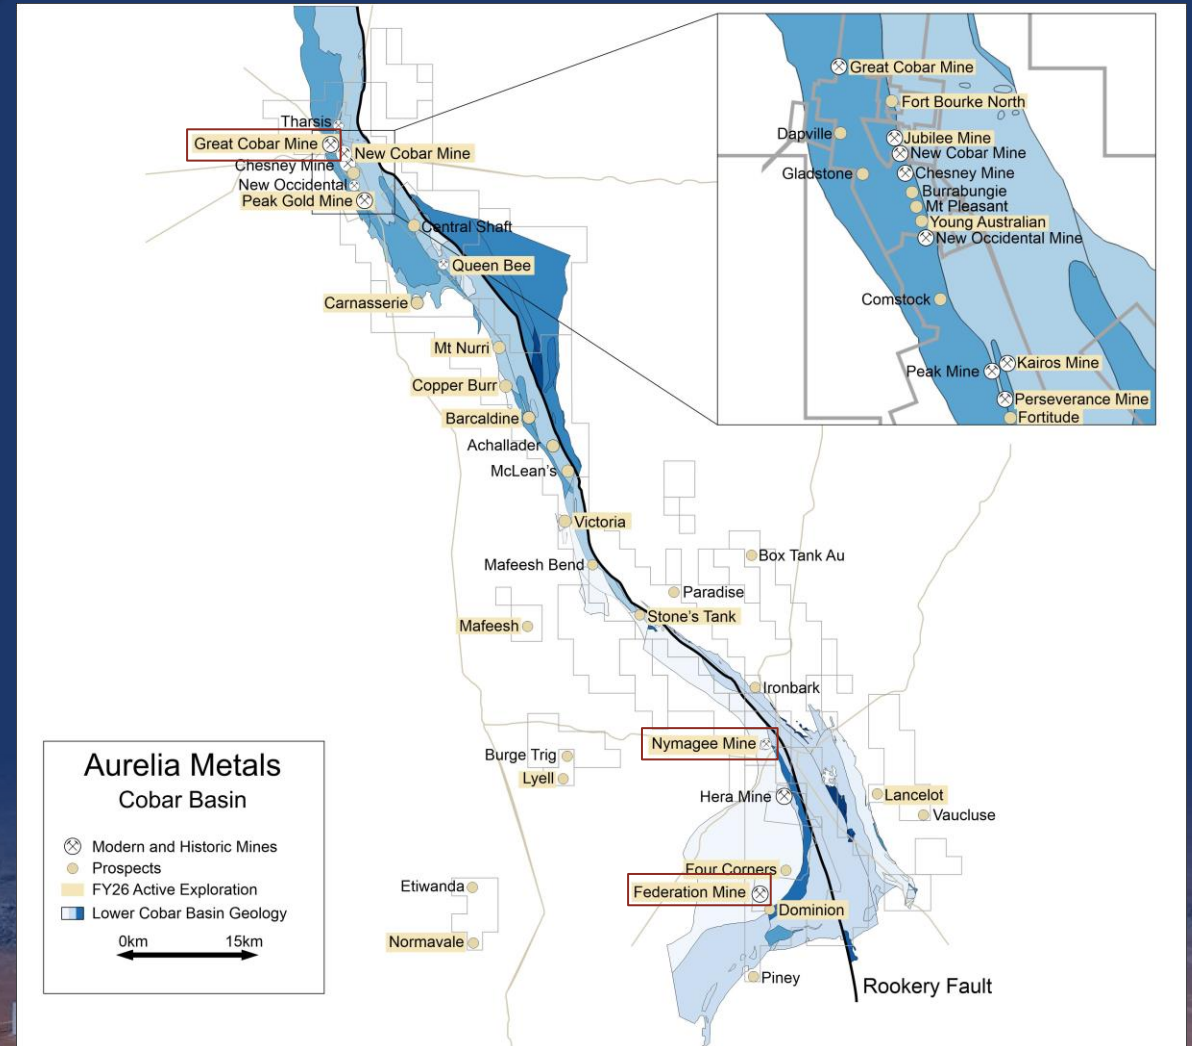 Tharsis
Great Cobar Mine
New Cobar Mine
Chesney Mine
New Occidental
Peak Gold Mine
Central Shaft
Queen Bee
Carnasserie
Mt Nurri
Copper Burr
Barcaldine
Achallader
McLean's
Victoria
Mafeesh Bend
Box Tank Au
Paradise
Stone's Tank
Mafeesh
Ironbark
Nymagee Mine
Burge Trig
Lyell
Hera Mine
Lancelot
Vaucluse
Four Corners
Etiwanda
Federation Mine
Dominion
Normavale
Piney
Rookery Fault
Great Cobar Mine
Fort Bourke North
Dapville
Jubilee Mine
New Cobar Mine
Gladstone
Chesney Mine
Burrabungie
Mt Pleasant
Young Australian
New Occidental Mine
Comstock
Kairos Mine
Peak Mine
Perseverance Mine
Fortitude
Aurelia Metals
Cobar Basin
Modern and Historic Mines
Prospects
FY26 Active Exploration
Lower Cobar Basin Geology
0km 15km